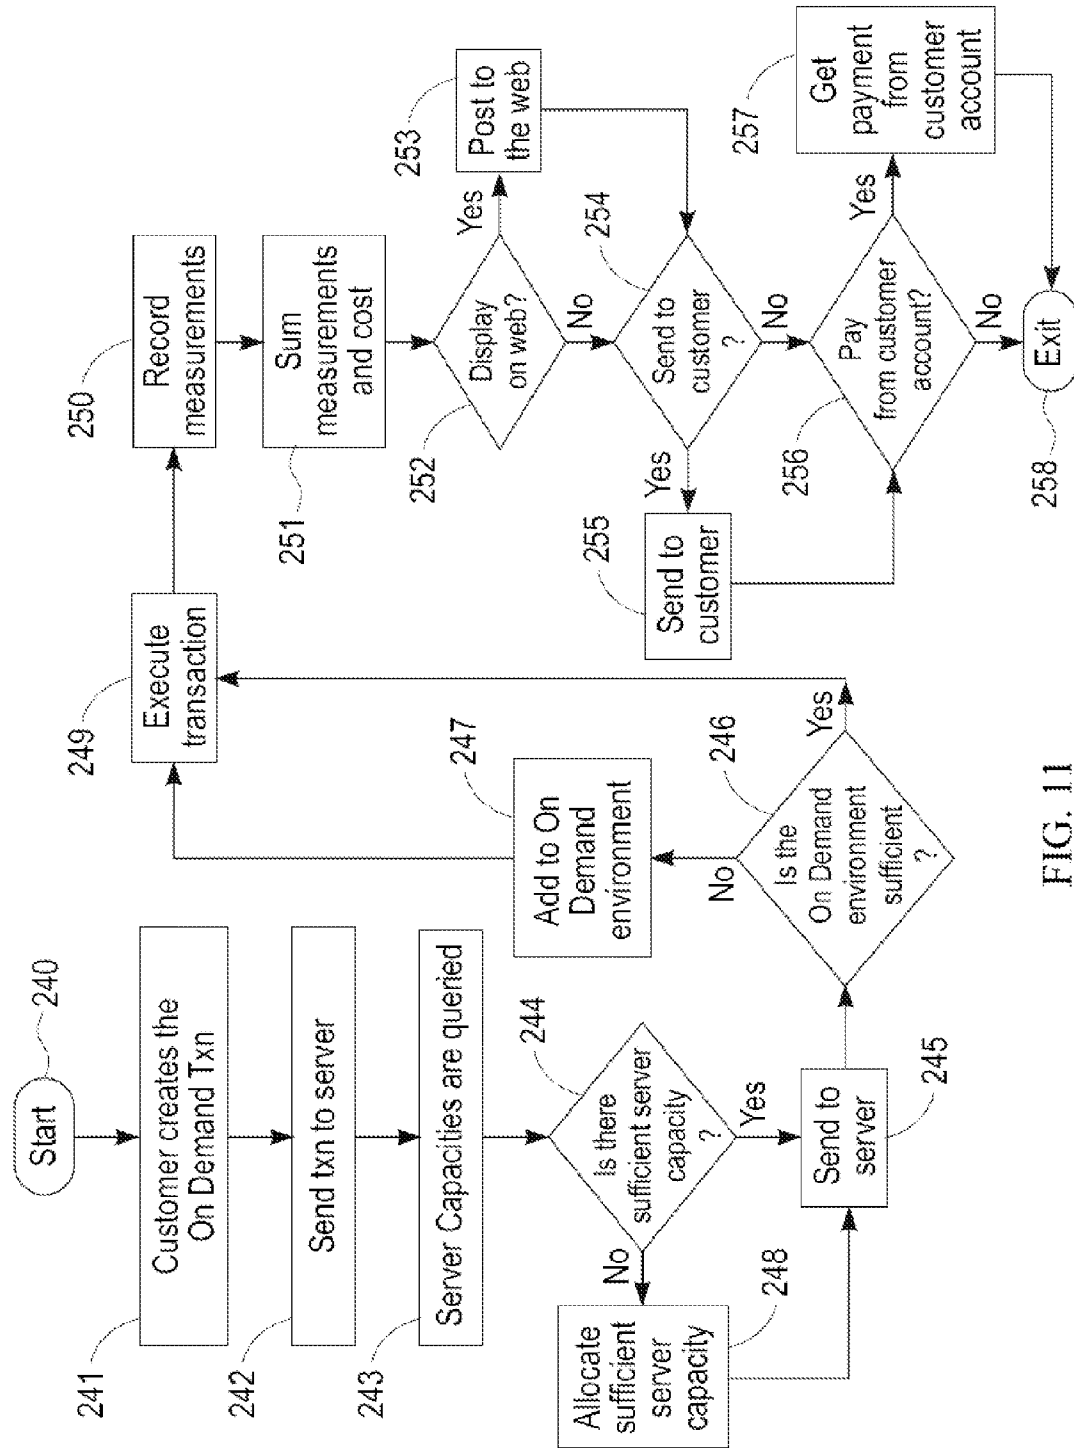 Start
240
241
Customer creates the
On Demand Txn
242
Send txn to server
243
Server Capacities are queried
244
Is there
sufficient server
capacity
?
No
Yes
248
Allocate
sufficient
server
capacity
Send to
server
245
246
Is the
On Demand
environment
sufficient
?
No
Yes
247
Add to On
Demand
environment
249
Execute
transaction
250
Record
measurements
251
Sum
measurements
and cost
252
Display
on web?
Yes
No
253
Post to
the web
254
Send to
customer
?
Yes
No
255
Send to
customer
256
Pay
from customer
account?
Yes
No
257
Get
payment
from
customer
account
258
Exit
FIG. 11